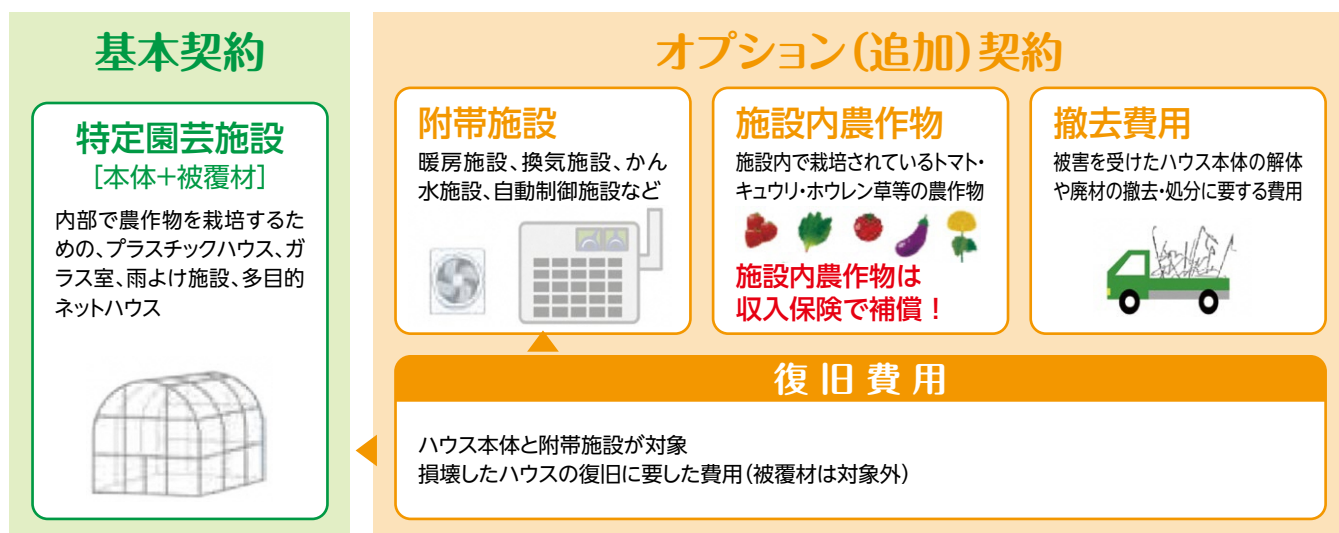 基本契約
特定園芸施設
[本体+被覆材]
内部で農作物を栽培するた
めの、プラスチックハウス、ガ
ラス室、雨よけ施設、多目的
ネットハウス
オプション(追加)契約
附帯施設
暖房施設、換気施設、かん
水施設、自動制御施設など
施設内農作物
施設内で栽培されているトマト・
キュウリ・ホウレン草等の農作物
施設内農作物は
収入保険で補償！
撤去費用
被害を受けたハウス本体の解体
や廃材の撤去・処分に要する費用
復旧費用
ハウス本体と附帯施設が対象
損壊したハウスの復旧に要した費用(被覆材は対象外)